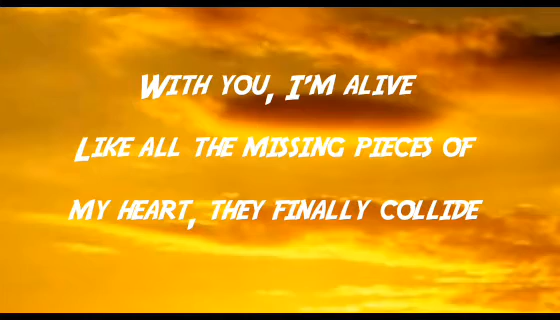 With you, I'm alive
Like all the missing pieces of
my heart, they finally collide